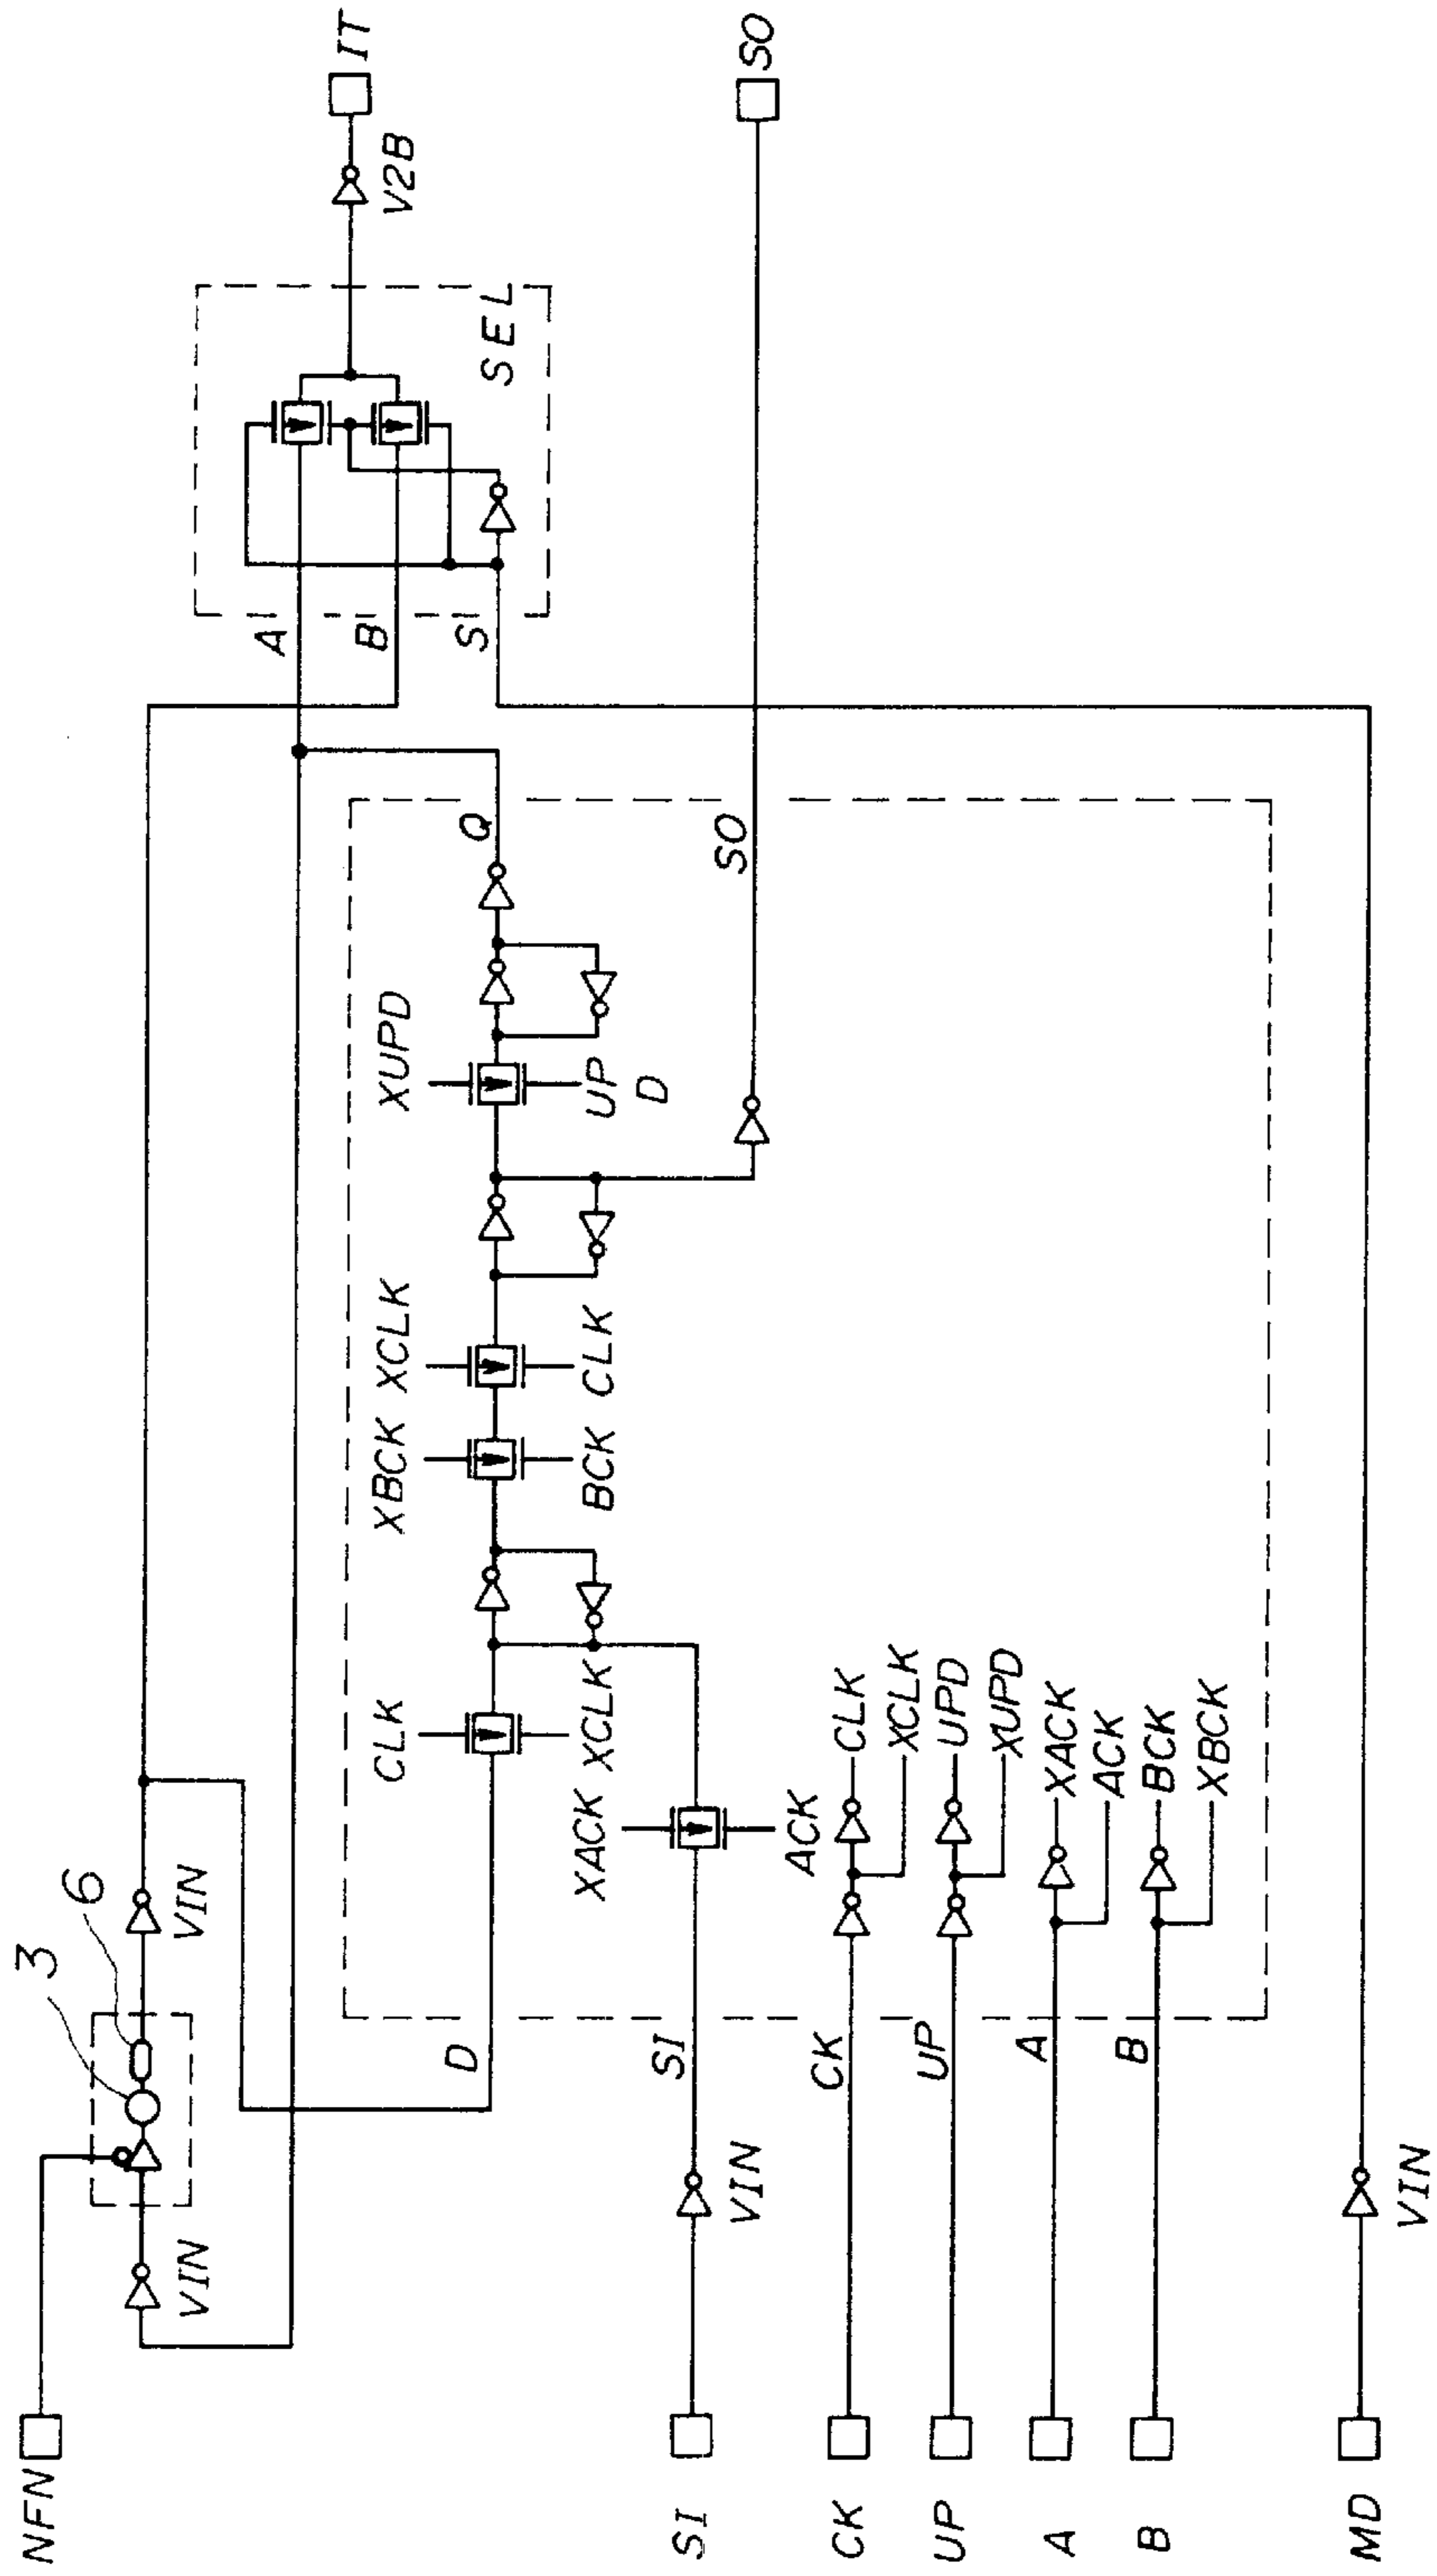 NFN
3
6
VIN
VIN
IT
V2B
SEL
A
B
S
D
CLK
XCLK
XBCK
BCK
XCLK
CLK
XUPD
UP
D
Q
SI
SI
VIN
XACK
ACK
SO
SO
CK
CK
CLK
XCLK
UP
UP
UPD
XUPD
A
A
XACK
ACK
B
B
BCK
XBCK
MD
VIN